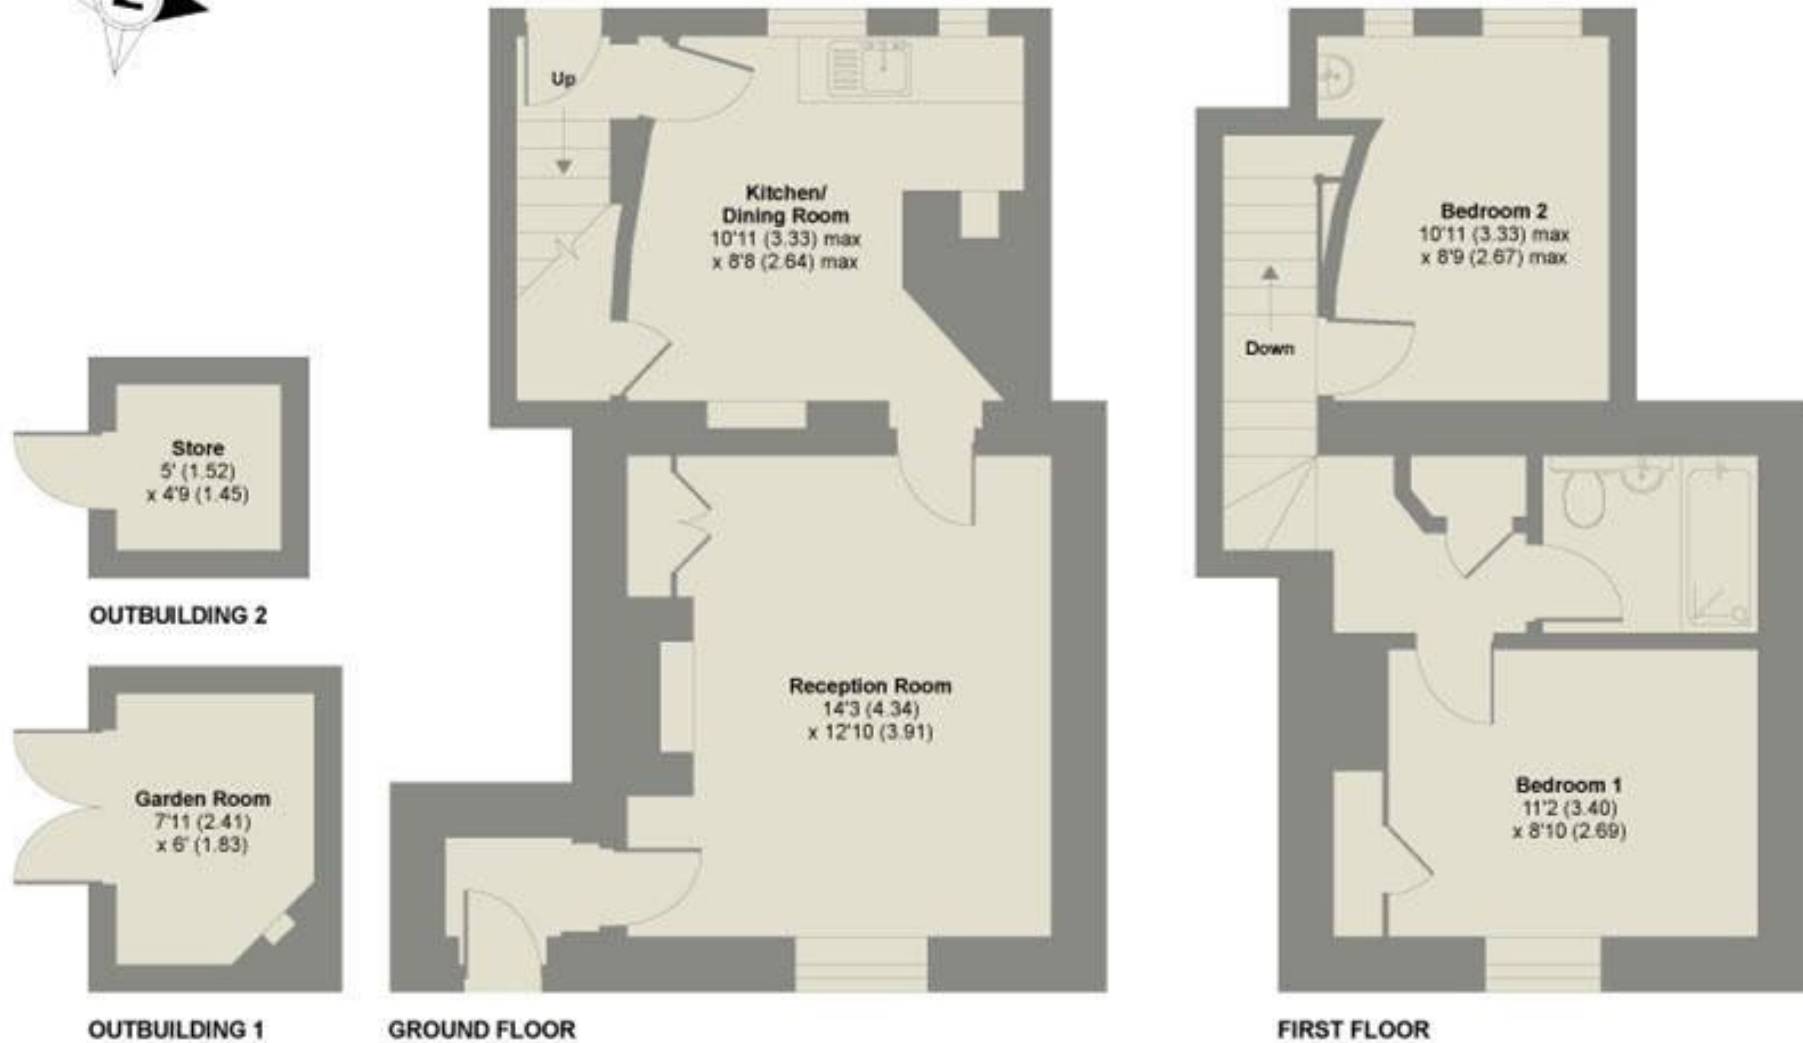 Up
Kitchen/
Dining Room
10'11 (3.33) max
x 8'8 (2.64) max
Bedroom 2
10'11 (3.33) max
x 8'9 (2.67) max
Down
Store
5' (1.52)
x 4'9 (1.45)
OUTBUILDING 2
Reception Room
14'3 (4.34)
x 12'10 (3.91)
Garden Room
7'11 (2.41)
x 6' (1.83)
Bedroom 1
11'2 (3.40)
x 8'10 (2.69)
OUTBUILDING 1
GROUND FLOOR
FIRST FLOOR